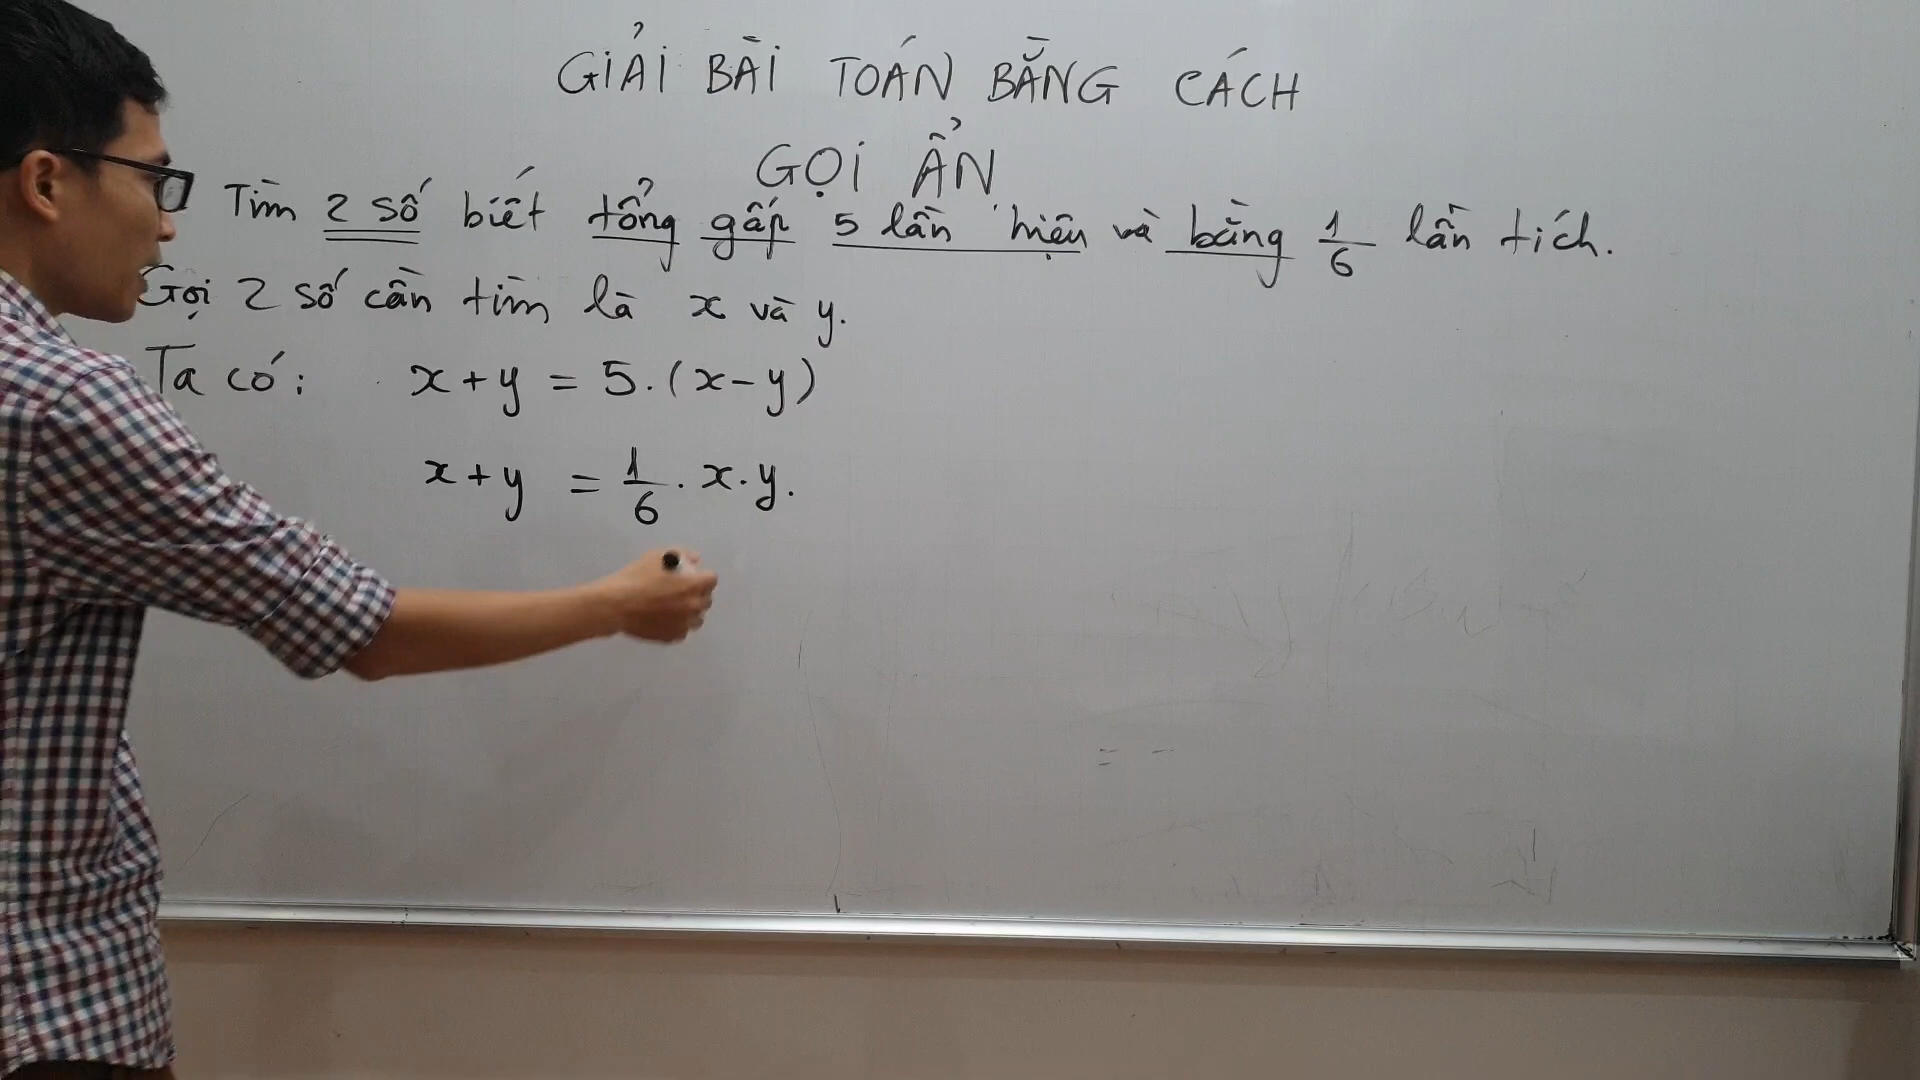 GIẢI BÀI TOÁN BẰNG CÁCH
GỌI ẨN
Tìm 2 số biết tổng gấp 5 lần hiệu và bằng 1/6 lần tích.
Gọi 2 số cần tìm là x và y.
Ta có: x+y = 5.(x-y)
x+y = 1/6 . x.y.